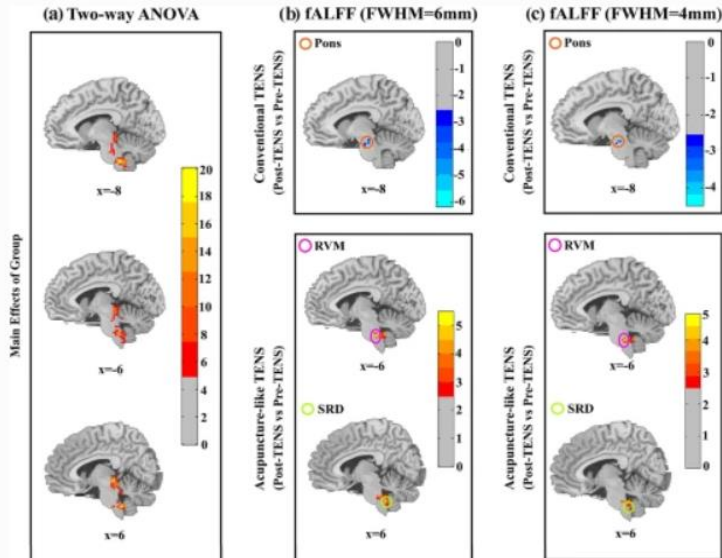 (a) Two-way ANOVA
Main Effects of Group
x=-8
x=-6
x=6
20
18
16
14
12
10
8
6
4
2
0
(b) fALFF (FWHM=6mm)
Conventional TENS
(Post-TENS vs Pre-TENS)
Pons
x=-8
0
-1
-2
-3
-4
-5
-6
Acupuncture-like TENS
(Post-TENS vs Pre-TENS)
RVM
x=-6
SRD
x=6
5
4
3
2
1
0
(c) fALFF (FWHM=4mm)
Conventional TENS
(Post-TENS vs Pre-TENS)
Pons
x=-8
0
-1
-2
-3
-4
Acupuncture-like TENS
(Post-TENS vs Pre-TENS)
RVM
x=-6
SRD
x=6
5
4
3
2
1
0